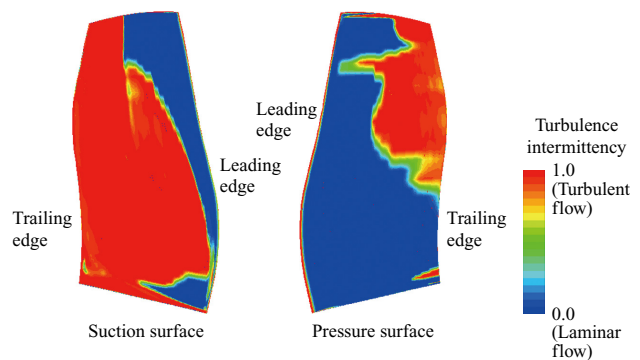 Leading
edge
Leading
edge
Trailing
edge
Suction surface
Trailing
edge
Pressure surface
Turbulence
intermittency
1.0
(Turbulent
flow)
0.0
(Laminar
flow)